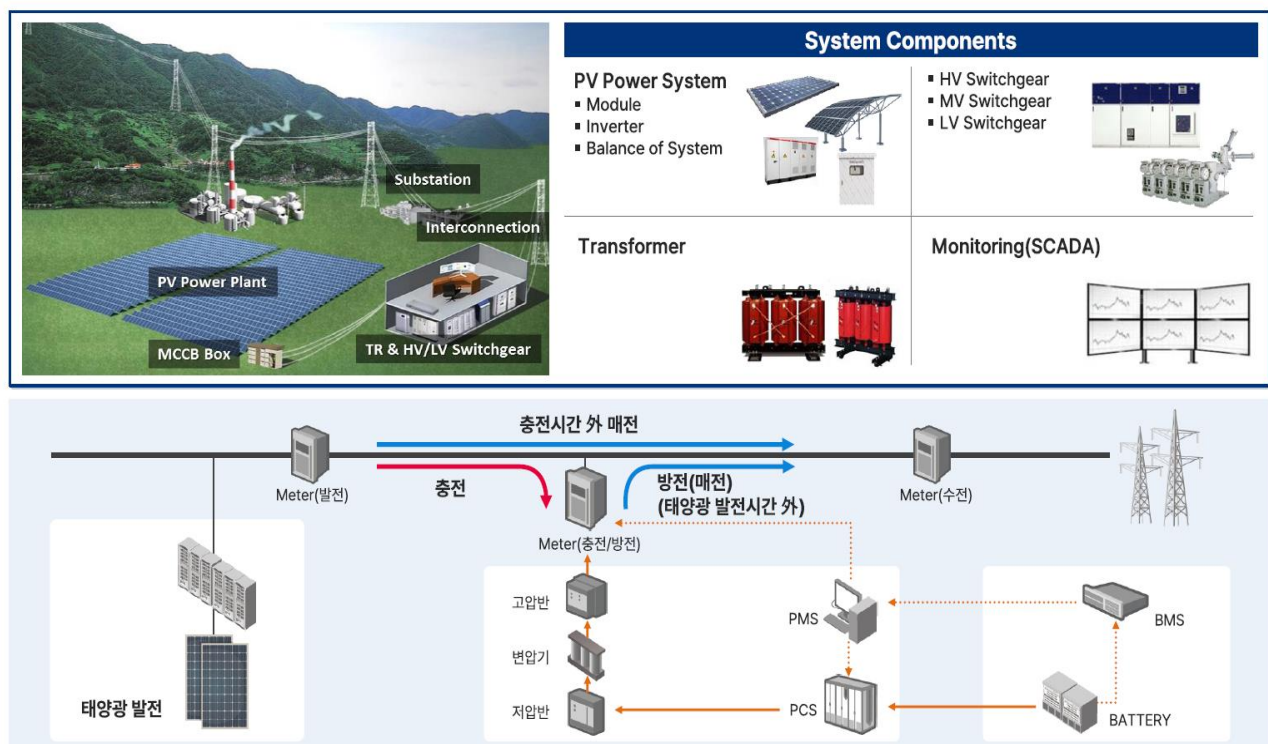 Substation
Interconnection
PV Power Plant
MCCB Box
TR & HV/LV Switchgear
System Components
PV Power System
▪ Module
▪ Inverter
▪ Balance of System
▪ HV Switchgear
▪ MV Switchgear
▪ LV Switchgear
Transformer
Monitoring(SCADA)
충전시간 外 매전
Meter(발전)
충전
방전(매전)
(태양광 발전시간 外)
Meter(수전)
Meter(충전/방전)
고압반
변압기
저압반
PMS
PCS
BMS
BATTERY
태양광 발전